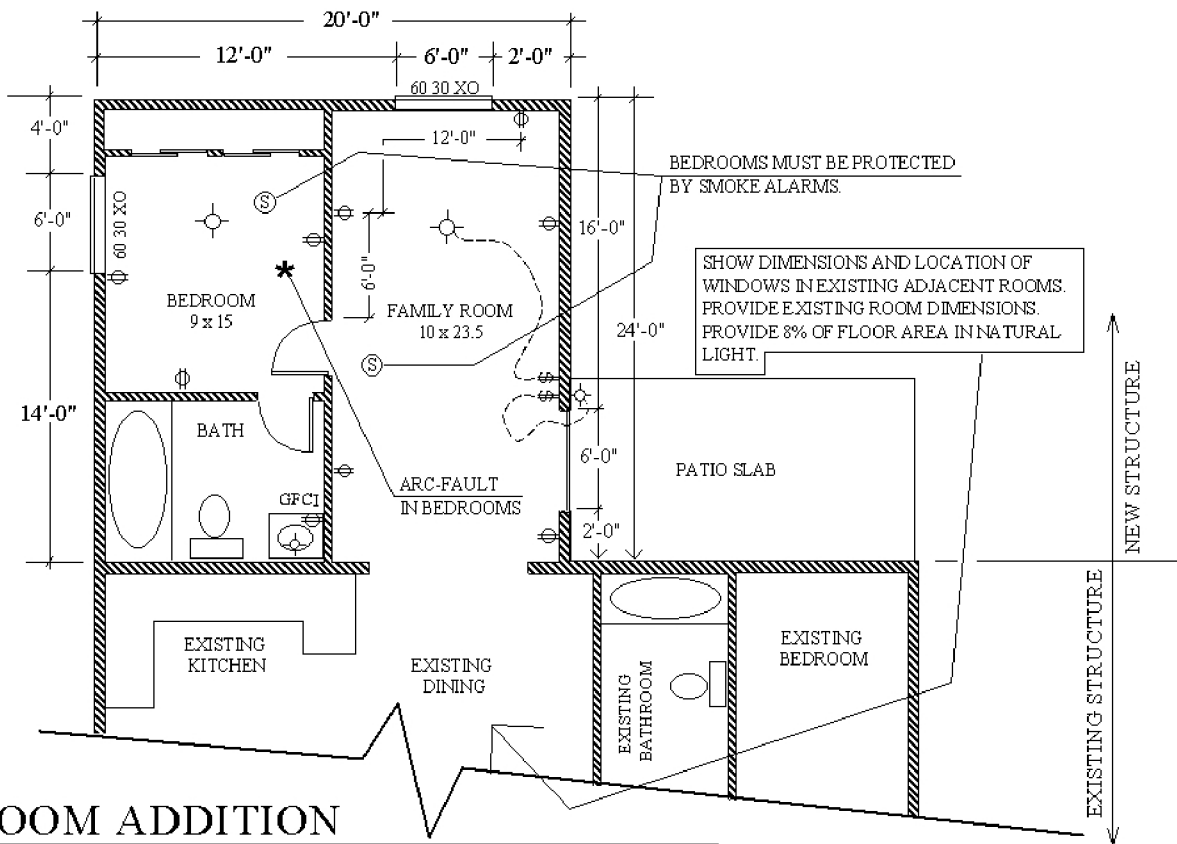 20'-0"
12'-0"
6'-0"
2'-0"
60 30 XO
4'-0"
12'-0"
BEDROOMS MUST BE PROTECTED
BY SMOKE ALARMS.
S
6'-0"
60 30 XO
16'-0"
6'-0"
SHOW DIMENSIONS AND LOCATION OF
WINDOWS IN EXISTING ADJACENT ROOMS.
PROVIDE EXISTING ROOM DIMENSIONS.
PROVIDE 8% OF FLOOR AREA IN NATURAL
LIGHT.
*
BEDROOM
9 x 15
FAMILY ROOM
10 x 23.5
24'-0"
S
$
$
14'-0"
BATH
6'-0"
PATIO SLAB
ARC-FAULT
IN BEDROOMS
GFCI
2'-0"
NEW STRUCTURE
EXISTING STRUCTURE
EXISTING
KITCHEN
EXISTING
DINING
EXISTING
BATHROOM
EXISTING
BEDROOM
OOM ADDITION